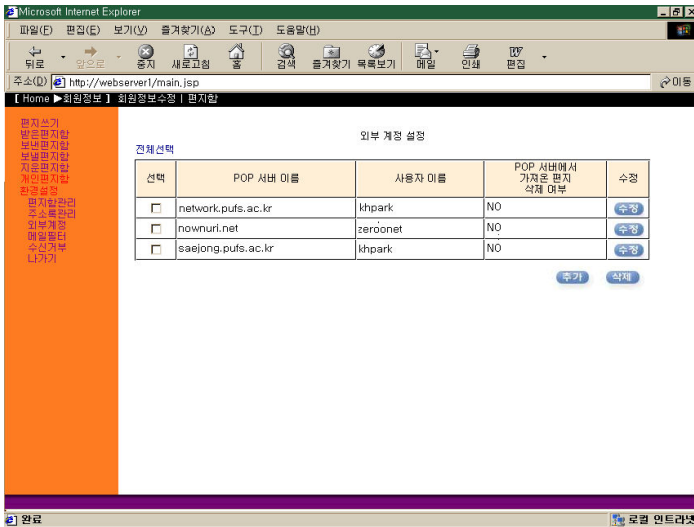 Microsoft Internet Explorer
파일(F) 편집(E) 보기(V) 즐겨찾기(A) 도구(T) 도움말(H)
뒤로 앞으로 중지 새로고침 홈 검색 즐겨찾기 목록보기 메일 인쇄 편집
주소(D) http://webserver1/main.jsp 이동
[ Home ▶회원정보 ] 회원정보수정 | 편지함
편지쓰기
받은편지함
보낸편지함
보낼편지함
지운편지함
개인편지함
환경설정
편지함관리
주소록관리
외부계정
메일필터
수신거부
나가기
외부 계정 설정
전체선택
선택 POP 서버 이름 사용자 이름 POP 서버에서 가져온 편지 삭제 여부 수정
network.pufs.ac.kr khpark NO 수정
nownuri.net zeroonet NO 수정
saejong.pufs.ac.kr khpark NO 수정
추가 삭제
완료 로컬 인트라넷